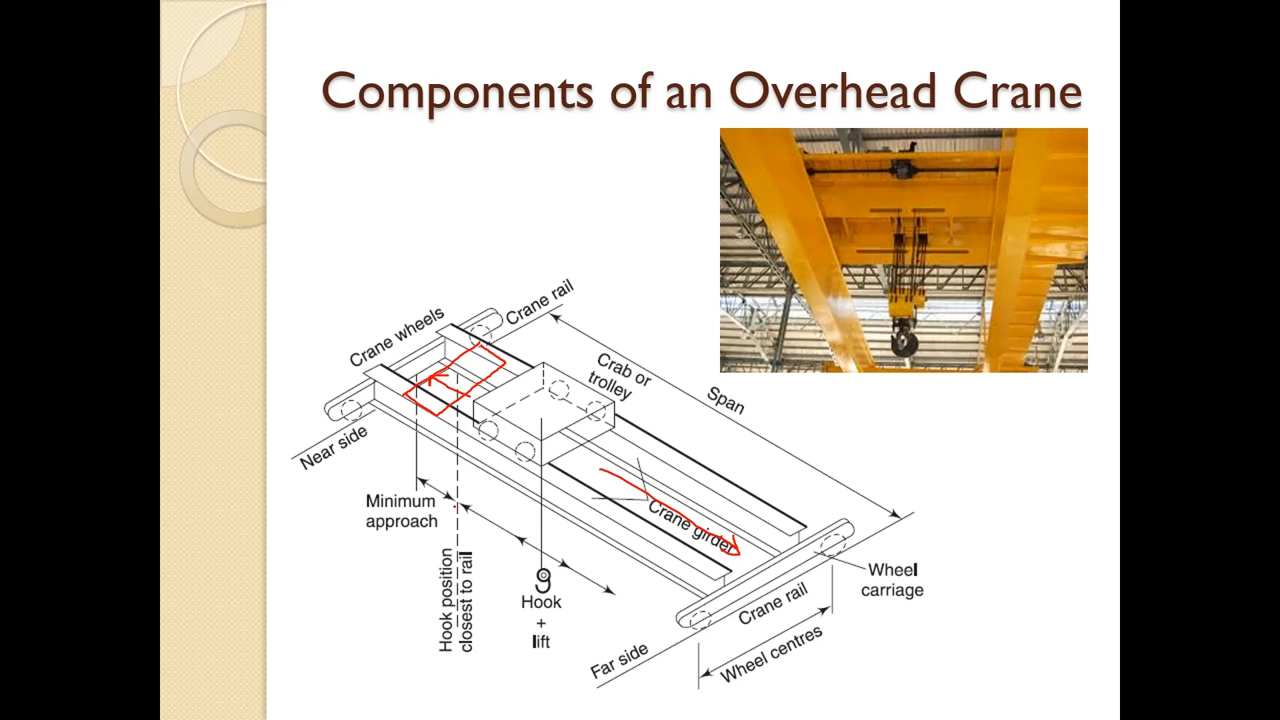 Components of an Overhead Crane
Crane rail
Crane wheels
Crab or
trolley
Span
Near side
Minimum
approach
Crane girder
Hook position
closest to rail
Hook
+
lift
Wheel
carriage
Crane rail
Wheel centres
Far side